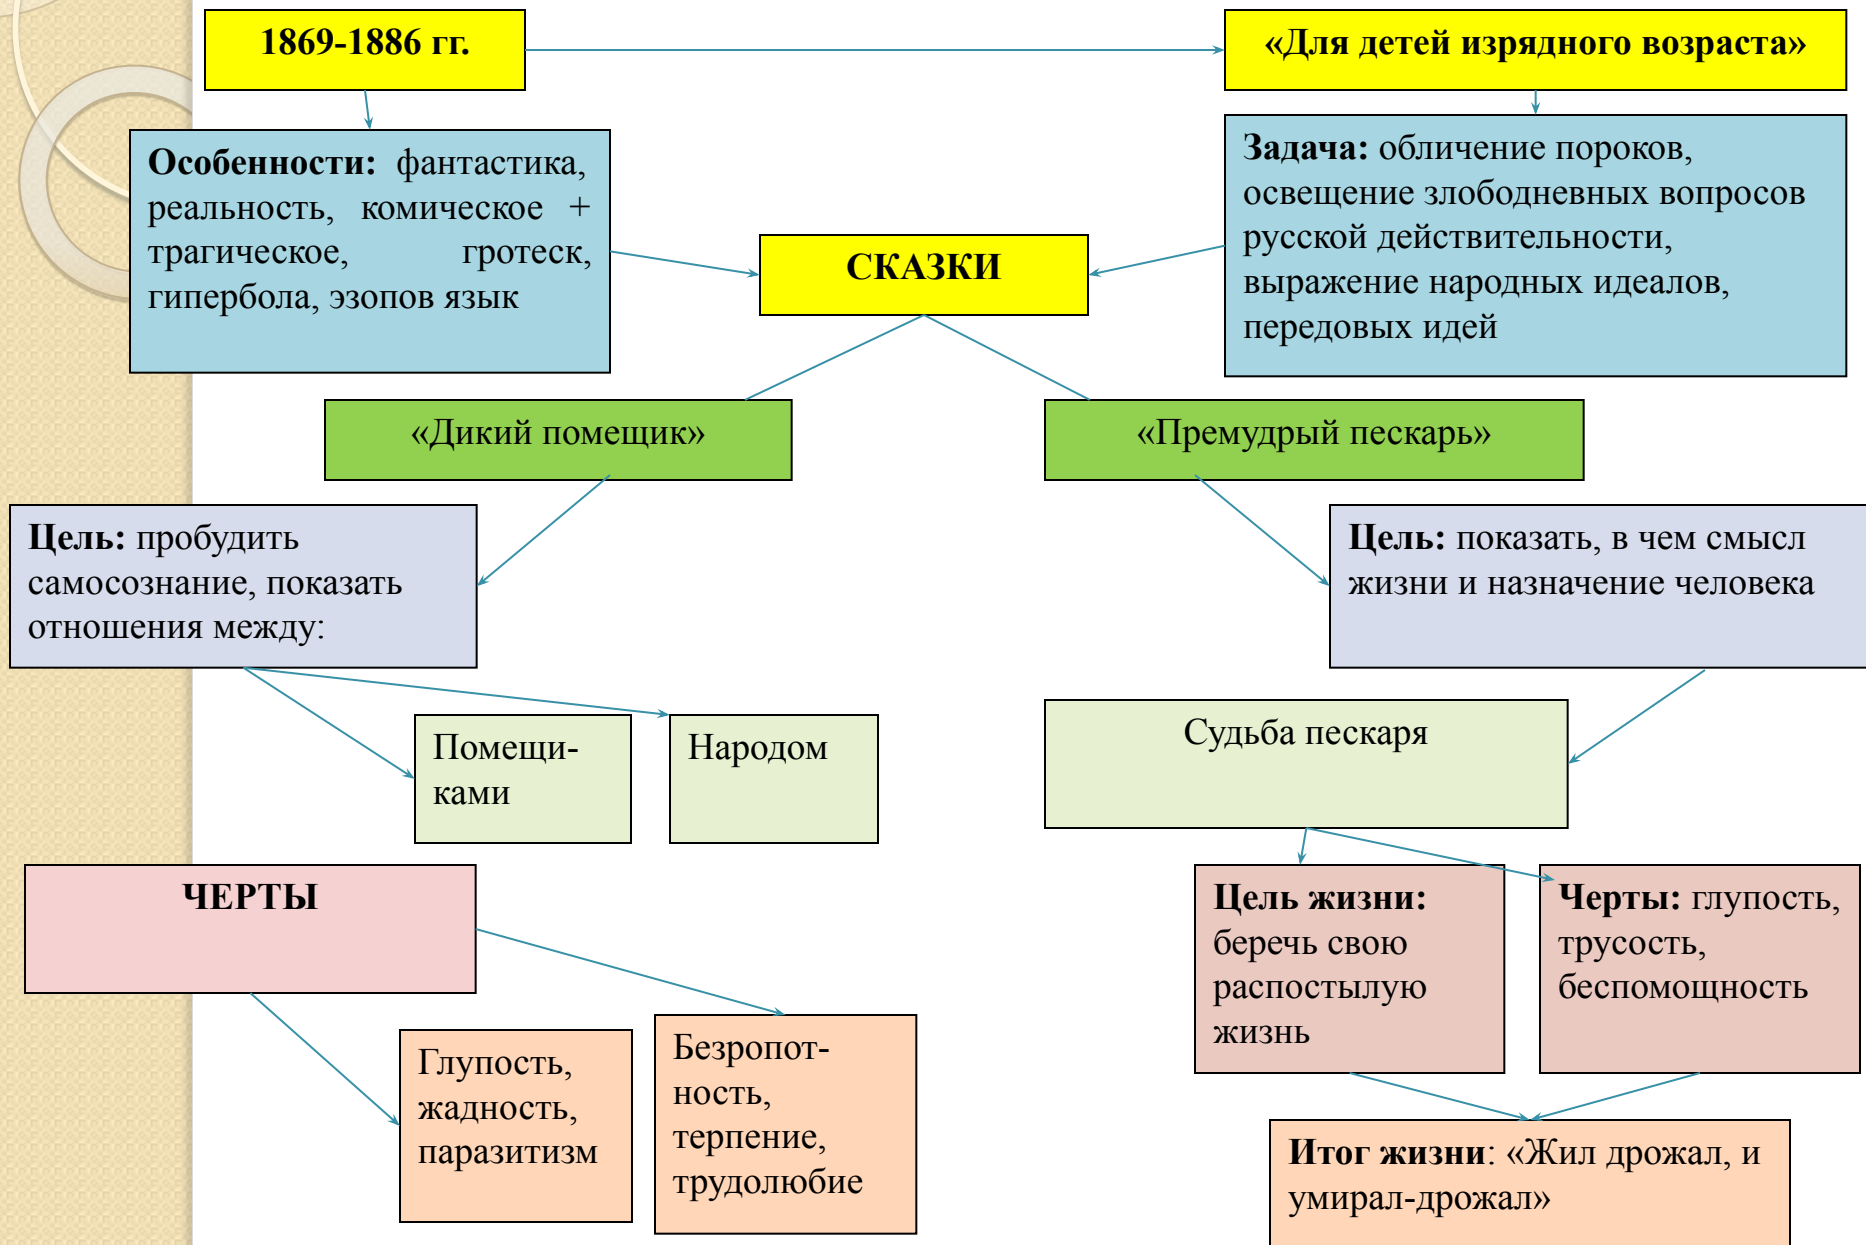 1869-1886 гг.
«Для детей изрядного возраста»
Особенности: фантастика,
реальность, комическое +
трагическое, гротеск,
гипербола, эзопов язык
Задача: обличение пороков,
освещение злободневных вопросов
русской действительности,
выражение народных идеалов,
передовых идей
СКАЗКИ
«Дикий помещик»
«Премудрый пескарь»
Цель: пробудить
самосознание, показать
отношения между:
Цель: показать, в чем смысл
жизни и назначение человека
Помещи-
ками
Народом
Судьба пескаря
ЧЕРТЫ
Глупость,
жадность,
паразитизм
Безропот-
ность,
терпение,
трудолюбие
Цель жизни:
беречь свою
распостылую
жизнь
Черты: глупость,
трусость,
беспомощность
Итог жизни: «Жил дрожал, и
умирал-дрожал»